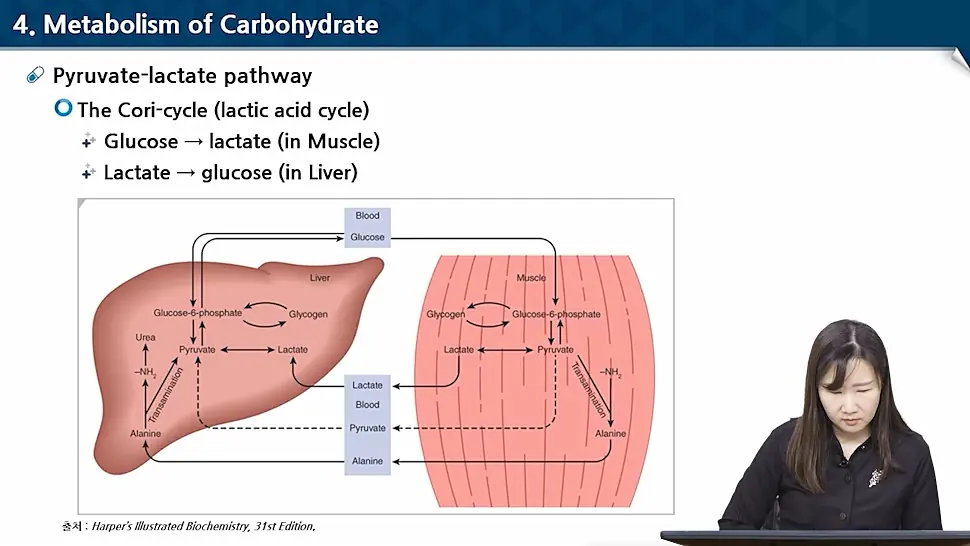 4. Metabolism of Carbohydrate
Pyruvate-lactate pathway
The Cori-cycle (lactic acid cycle)
Glucose → lactate (in Muscle)
Lactate → glucose (in Liver)
Blood
Glucose
Liver
Muscle
Glucose-6-phosphate
Glycogen
Glycogen
Glucose-6-phosphate
Urea
Pyruvate
Lactate
Lactate
Pyruvate
–NH2
Transamination
Transamination
–NH2
Lactate
Blood
Pyruvate
Alanine
Alanine
Alanine
출처 : Harper's Illustrated Biochemistry, 31st Edition.